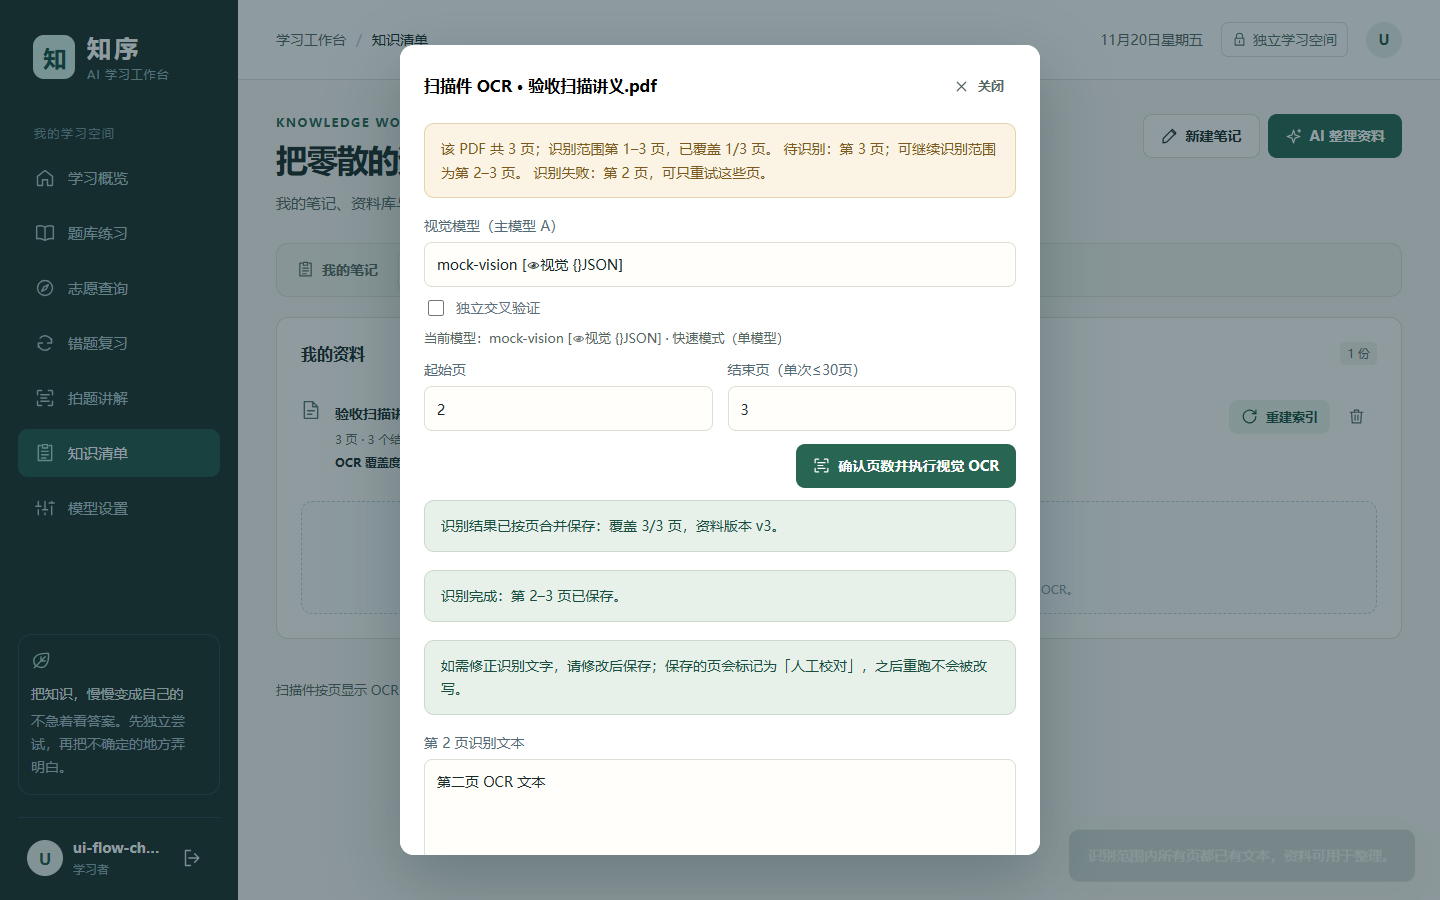 知
知序
AI 学习工作台
我的学习空间
学习概览
题库练习
志愿查询
错题复习
拍题讲解
知识清单
模型设置
把知识，慢慢变成自己的
不急着看答案。先独立尝
试，再把不确定的地方弄
明白。
U
ui-flow-ch...
学习者
学习工作台 / 知识清单
11月20日星期五
独立学习空间
U
KNOWLEDGE WO
把零散的
我的笔记、资料库
新建笔记
AI 整理资料
我的笔记
我的资料
1 份
验收扫描讲
3 页 · 3 个结
OCR 覆盖度
重建索引
OCR。
扫描件按页显示 OCR
扫描件 OCR • 验收扫描讲义.pdf
关闭
该 PDF 共 3 页；识别范围第 1–3 页，已覆盖 1/3 页。 待识别：第 3 页；可继续识别范围
为第 2–3 页。 识别失败：第 2 页，可只重试这些页。
视觉模型（主模型 A）
mock-vision [👁视觉 {}JSON]
独立交叉验证
当前模型：mock-vision [👁视觉 {}JSON] · 快速模式（单模型）
起始页
结束页（单次≤30页）
2
3
确认页数并执行视觉 OCR
识别结果已按页合并保存：覆盖 3/3 页，资料版本 v3。
识别完成：第 2–3 页已保存。
如需修正识别文字，请修改后保存；保存的页会标记为「人工校对」，之后重跑不会被改
写。
第 2 页识别文本
第二页 OCR 文本
识别范围内所有页都已有文本，资料可用于整理。